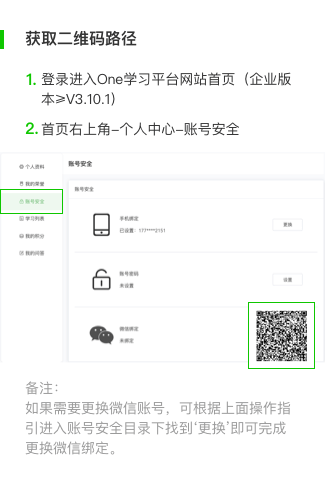 获取二维码路径
1. 登录进入One学习平台网站首页（企业版
本≥V3.10.1）
2. 首页右上角-个人中心-账号安全
个人资料
账号安全
我的荣誉
账号安全
账号安全
学习列表
手机绑定
已设置：177****2151
更换
我的积分
我的问答
账号密码
未设置
设置
微信绑定
未绑定
备注：
如果需要更换微信账号，可根据上面操作指
引进入账号安全目录下找到‘更换’即可完成
更换微信绑定。